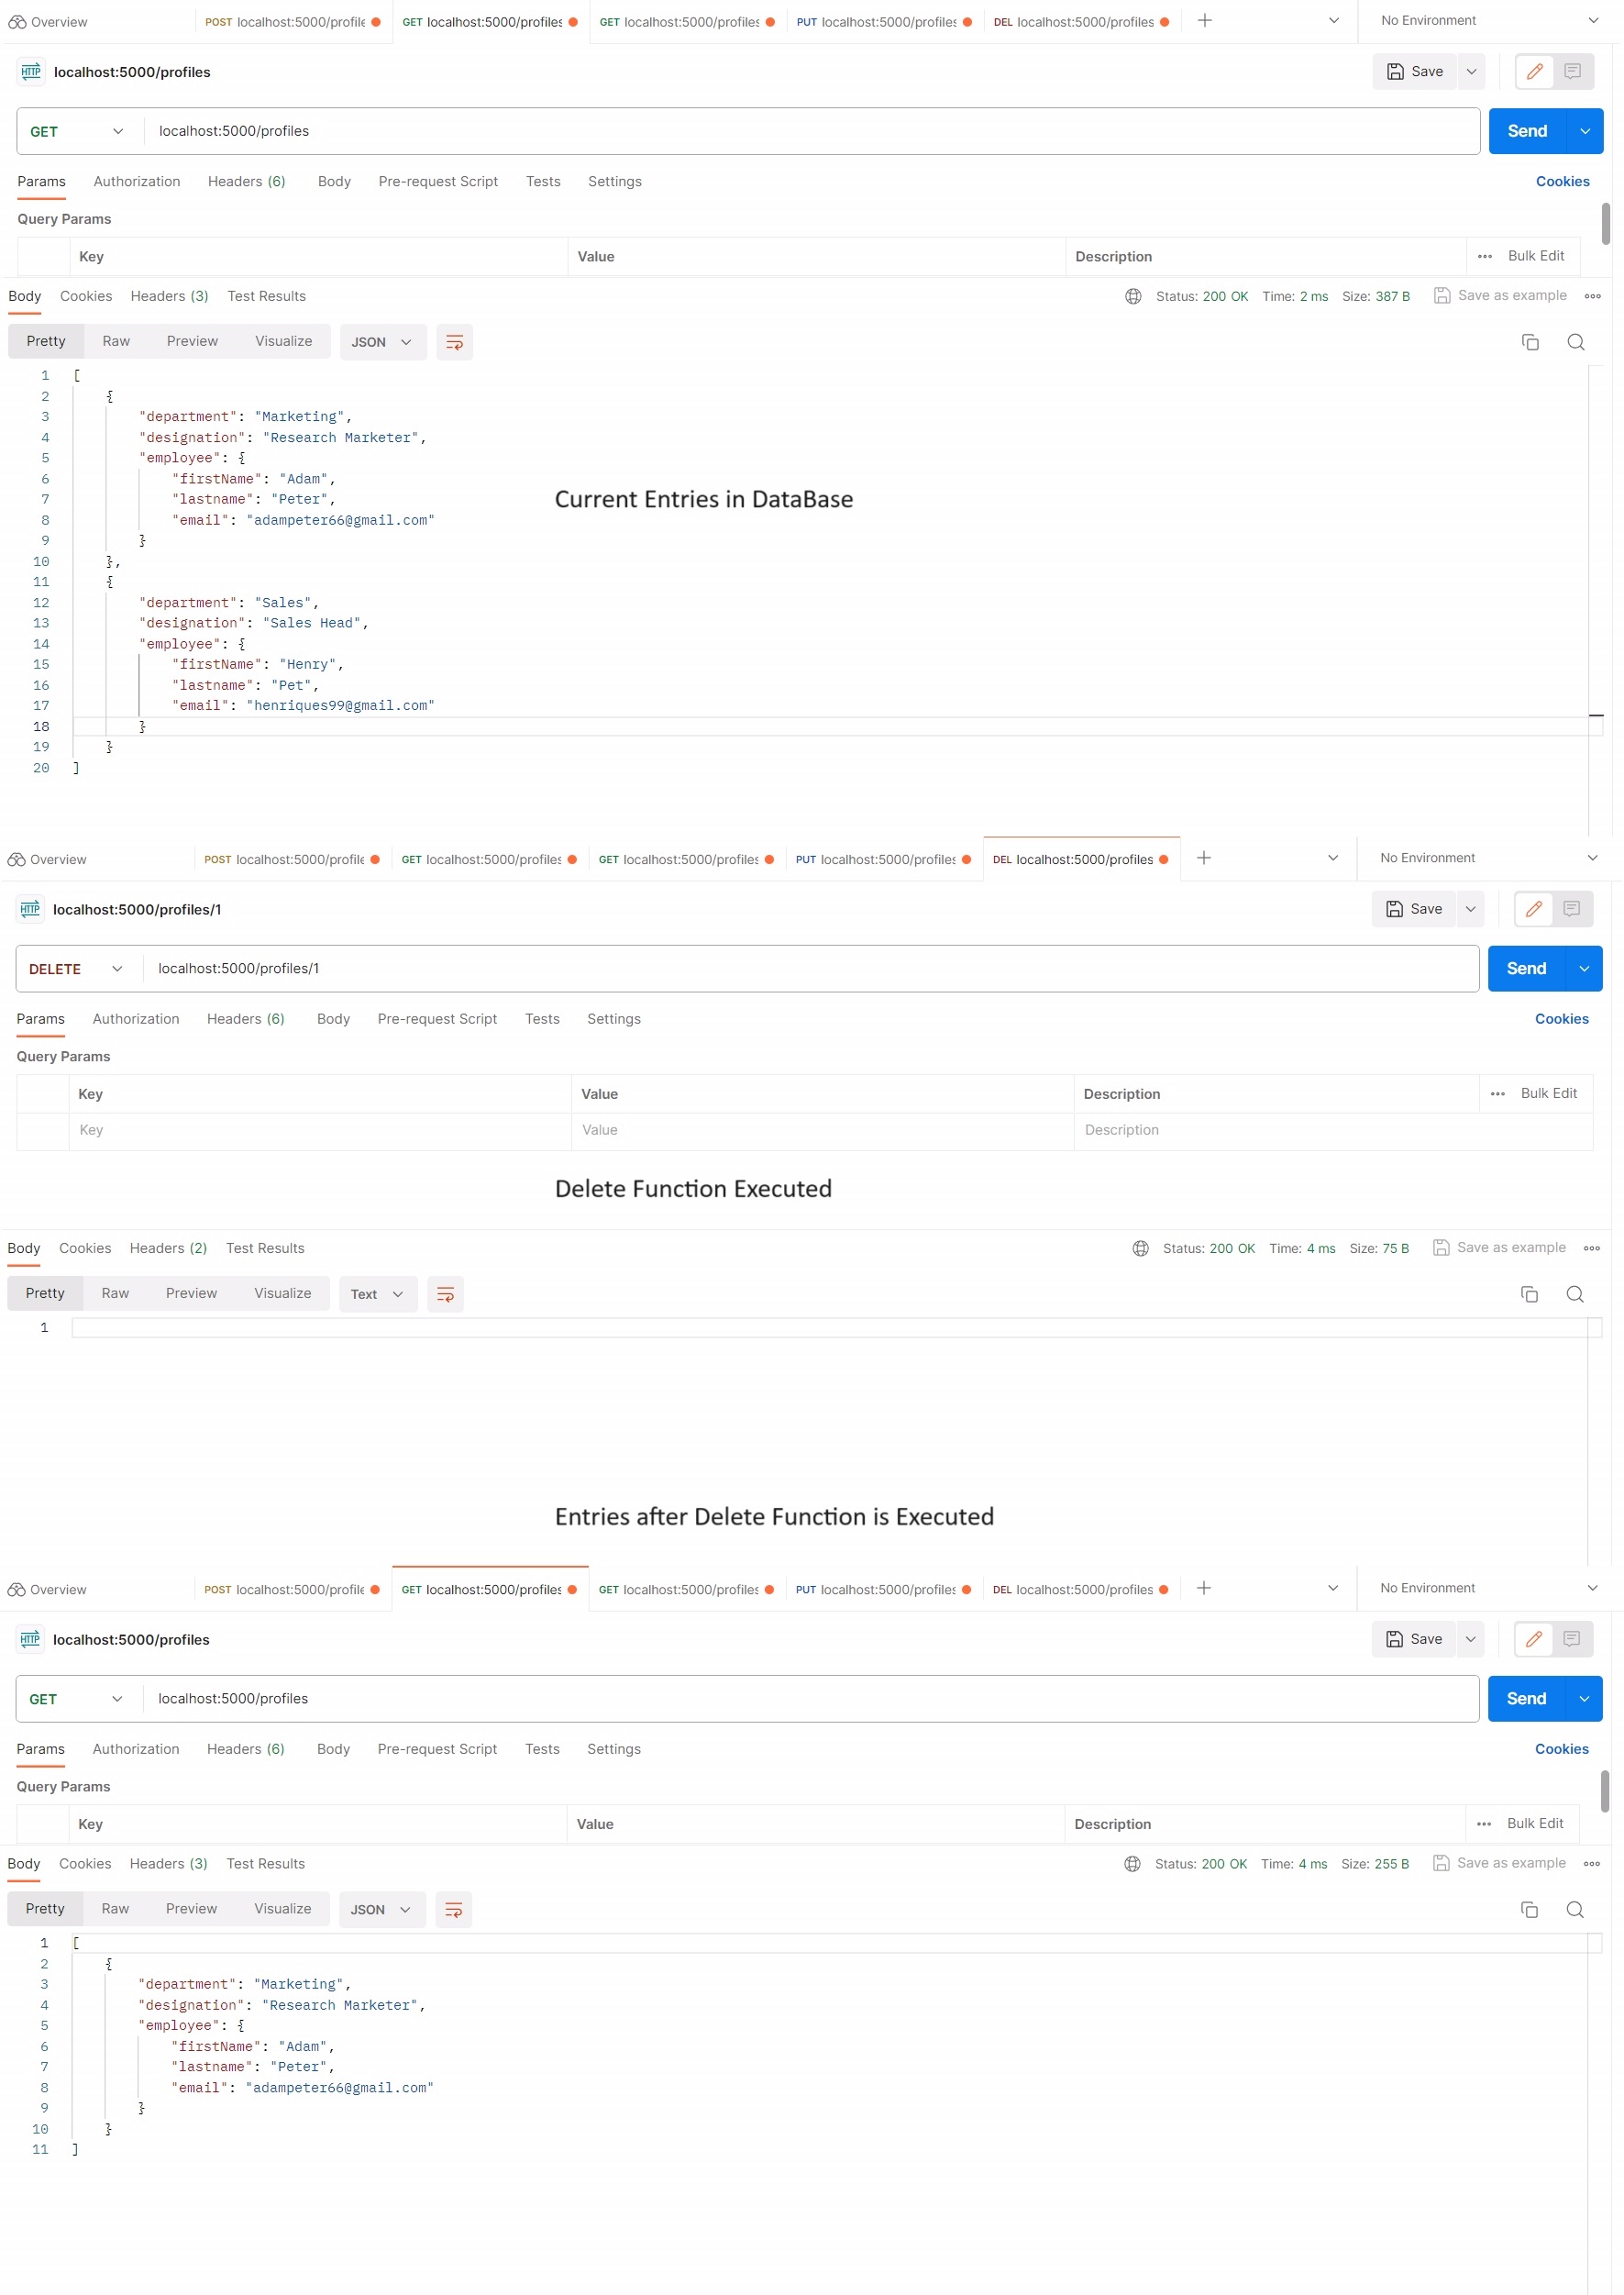 Overview POST localhost:5000/profile GET localhost:5000/profiles GET localhost:5000/profiles PUT localhost:5000/profiles DEL localhost:5000/profiles + No Environment
HTTP localhost:5000/profiles Save
GET localhost:5000/profiles Send
Params Authorization Headers (6) Body Pre-request Script Tests Settings Cookies
Query Params
Key Value Description ••• Bulk Edit
Body Cookies Headers (3) Test Results Status: 200 OK Time: 2 ms Size: 387 B Save as example
Pretty Raw Preview Visualize JSON
1 [
2 {
3 "department": "Marketing",
4 "designation": "Research Marketer",
5 "employee": {
6 "firstName": "Adam",
7 "lastname": "Peter",
Current Entries in DataBase
8 "email": "adampeter66@gmail.com"
9 }
10 },
11 {
12 "department": "Sales",
13 "designation": "Sales Head",
14 "employee": {
15 "firstName": "Henry",
16 "lastname": "Pet",
17 "email": "henriques99@gmail.com"
18 }
19 }
20 ]
Overview POST localhost:5000/profile GET localhost:5000/profiles GET localhost:5000/profiles PUT localhost:5000/profiles DEL localhost:5000/profiles + No Environment
HTTP localhost:5000/profiles/1 Save
DELETE localhost:5000/profiles/1 Send
Params Authorization Headers (6) Body Pre-request Script Tests Settings Cookies
Query Params
Key Value Description ••• Bulk Edit
Key Value Description
Delete Function Executed
Body Cookies Headers (2) Test Results Status: 200 OK Time: 4 ms Size: 75 B Save as example
Pretty Raw Preview Visualize Text
1
Entries after Delete Function is Executed
Overview POST localhost:5000/profile GET localhost:5000/profiles GET localhost:5000/profiles PUT localhost:5000/profiles DEL localhost:5000/profiles + No Environment
HTTP localhost:5000/profiles Save
GET localhost:5000/profiles Send
Params Authorization Headers (6) Body Pre-request Script Tests Settings Cookies
Query Params
Key Value Description ••• Bulk Edit
Body Cookies Headers (3) Test Results Status: 200 OK Time: 4 ms Size: 255 B Save as example
Pretty Raw Preview Visualize JSON
1 [
2 {
3 "department": "Marketing",
4 "designation": "Research Marketer",
5 "employee": {
6 "firstName": "Adam",
7 "lastname": "Peter",
8 "email": "adampeter66@gmail.com"
9 }
10 }
11 ]